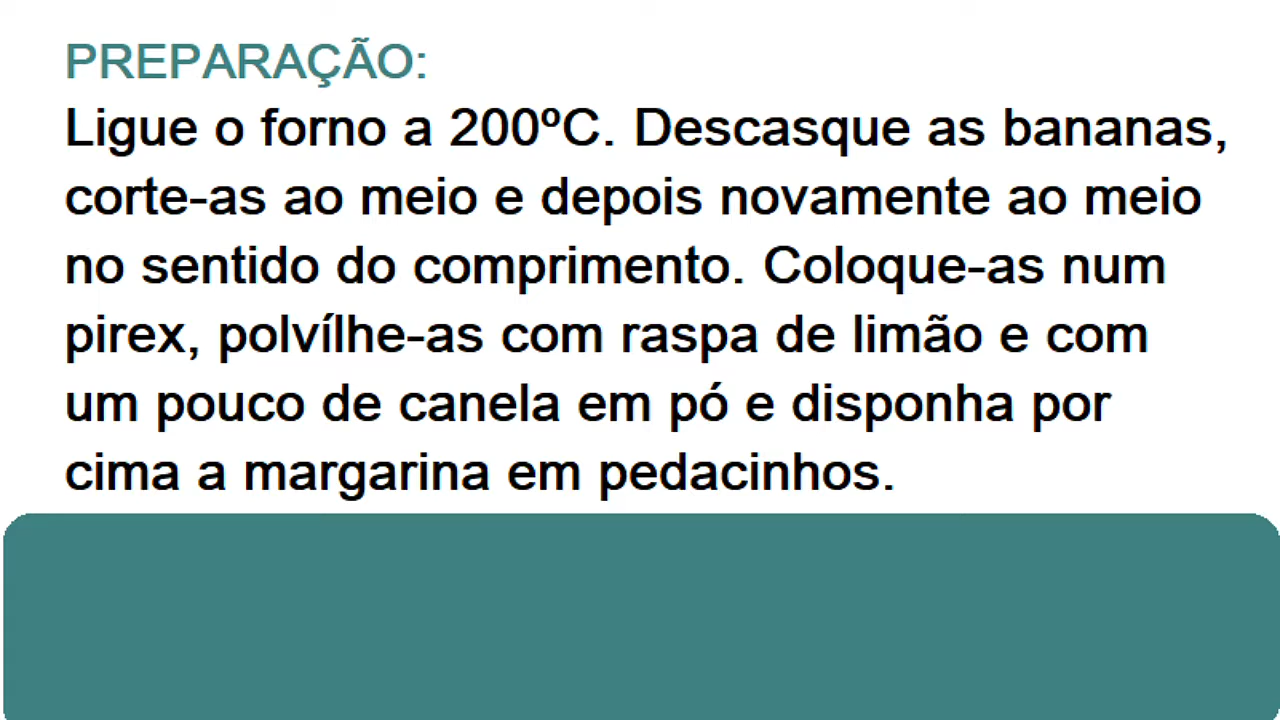 PREPARAÇÃO:
Ligue o forno a 200ºC. Descasque as bananas,
corte-as ao meio e depois novamente ao meio
no sentido do comprimento. Coloque-as num
pirex, polvílhe-as com raspa de limão e com
um pouco de canela em pó e disponha por
cima a margarina em pedacinhos.